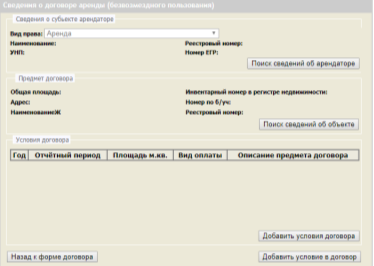 Сведения о договоре аренды (безвозмездного пользования)
Сведения о субъекте арендаторе
Вид права: Аренда
Наименование: Реестровый номер:
УНП: Номер ЕГР:
Поиск сведений об арендаторе
Предмет договора
Общая площадь: Инвентарный номер в регистре недвижимости:
Адрес: Номер по б/уч:
НаименованиеЖ Реестровый номер:
Поиск сведений об объекте
Условия договора
Год Отчётный период Площадь м.кв. Вид оплаты Описание предмета договора
Добавить условия договора
Назад к форме договора Добавить условие в договор